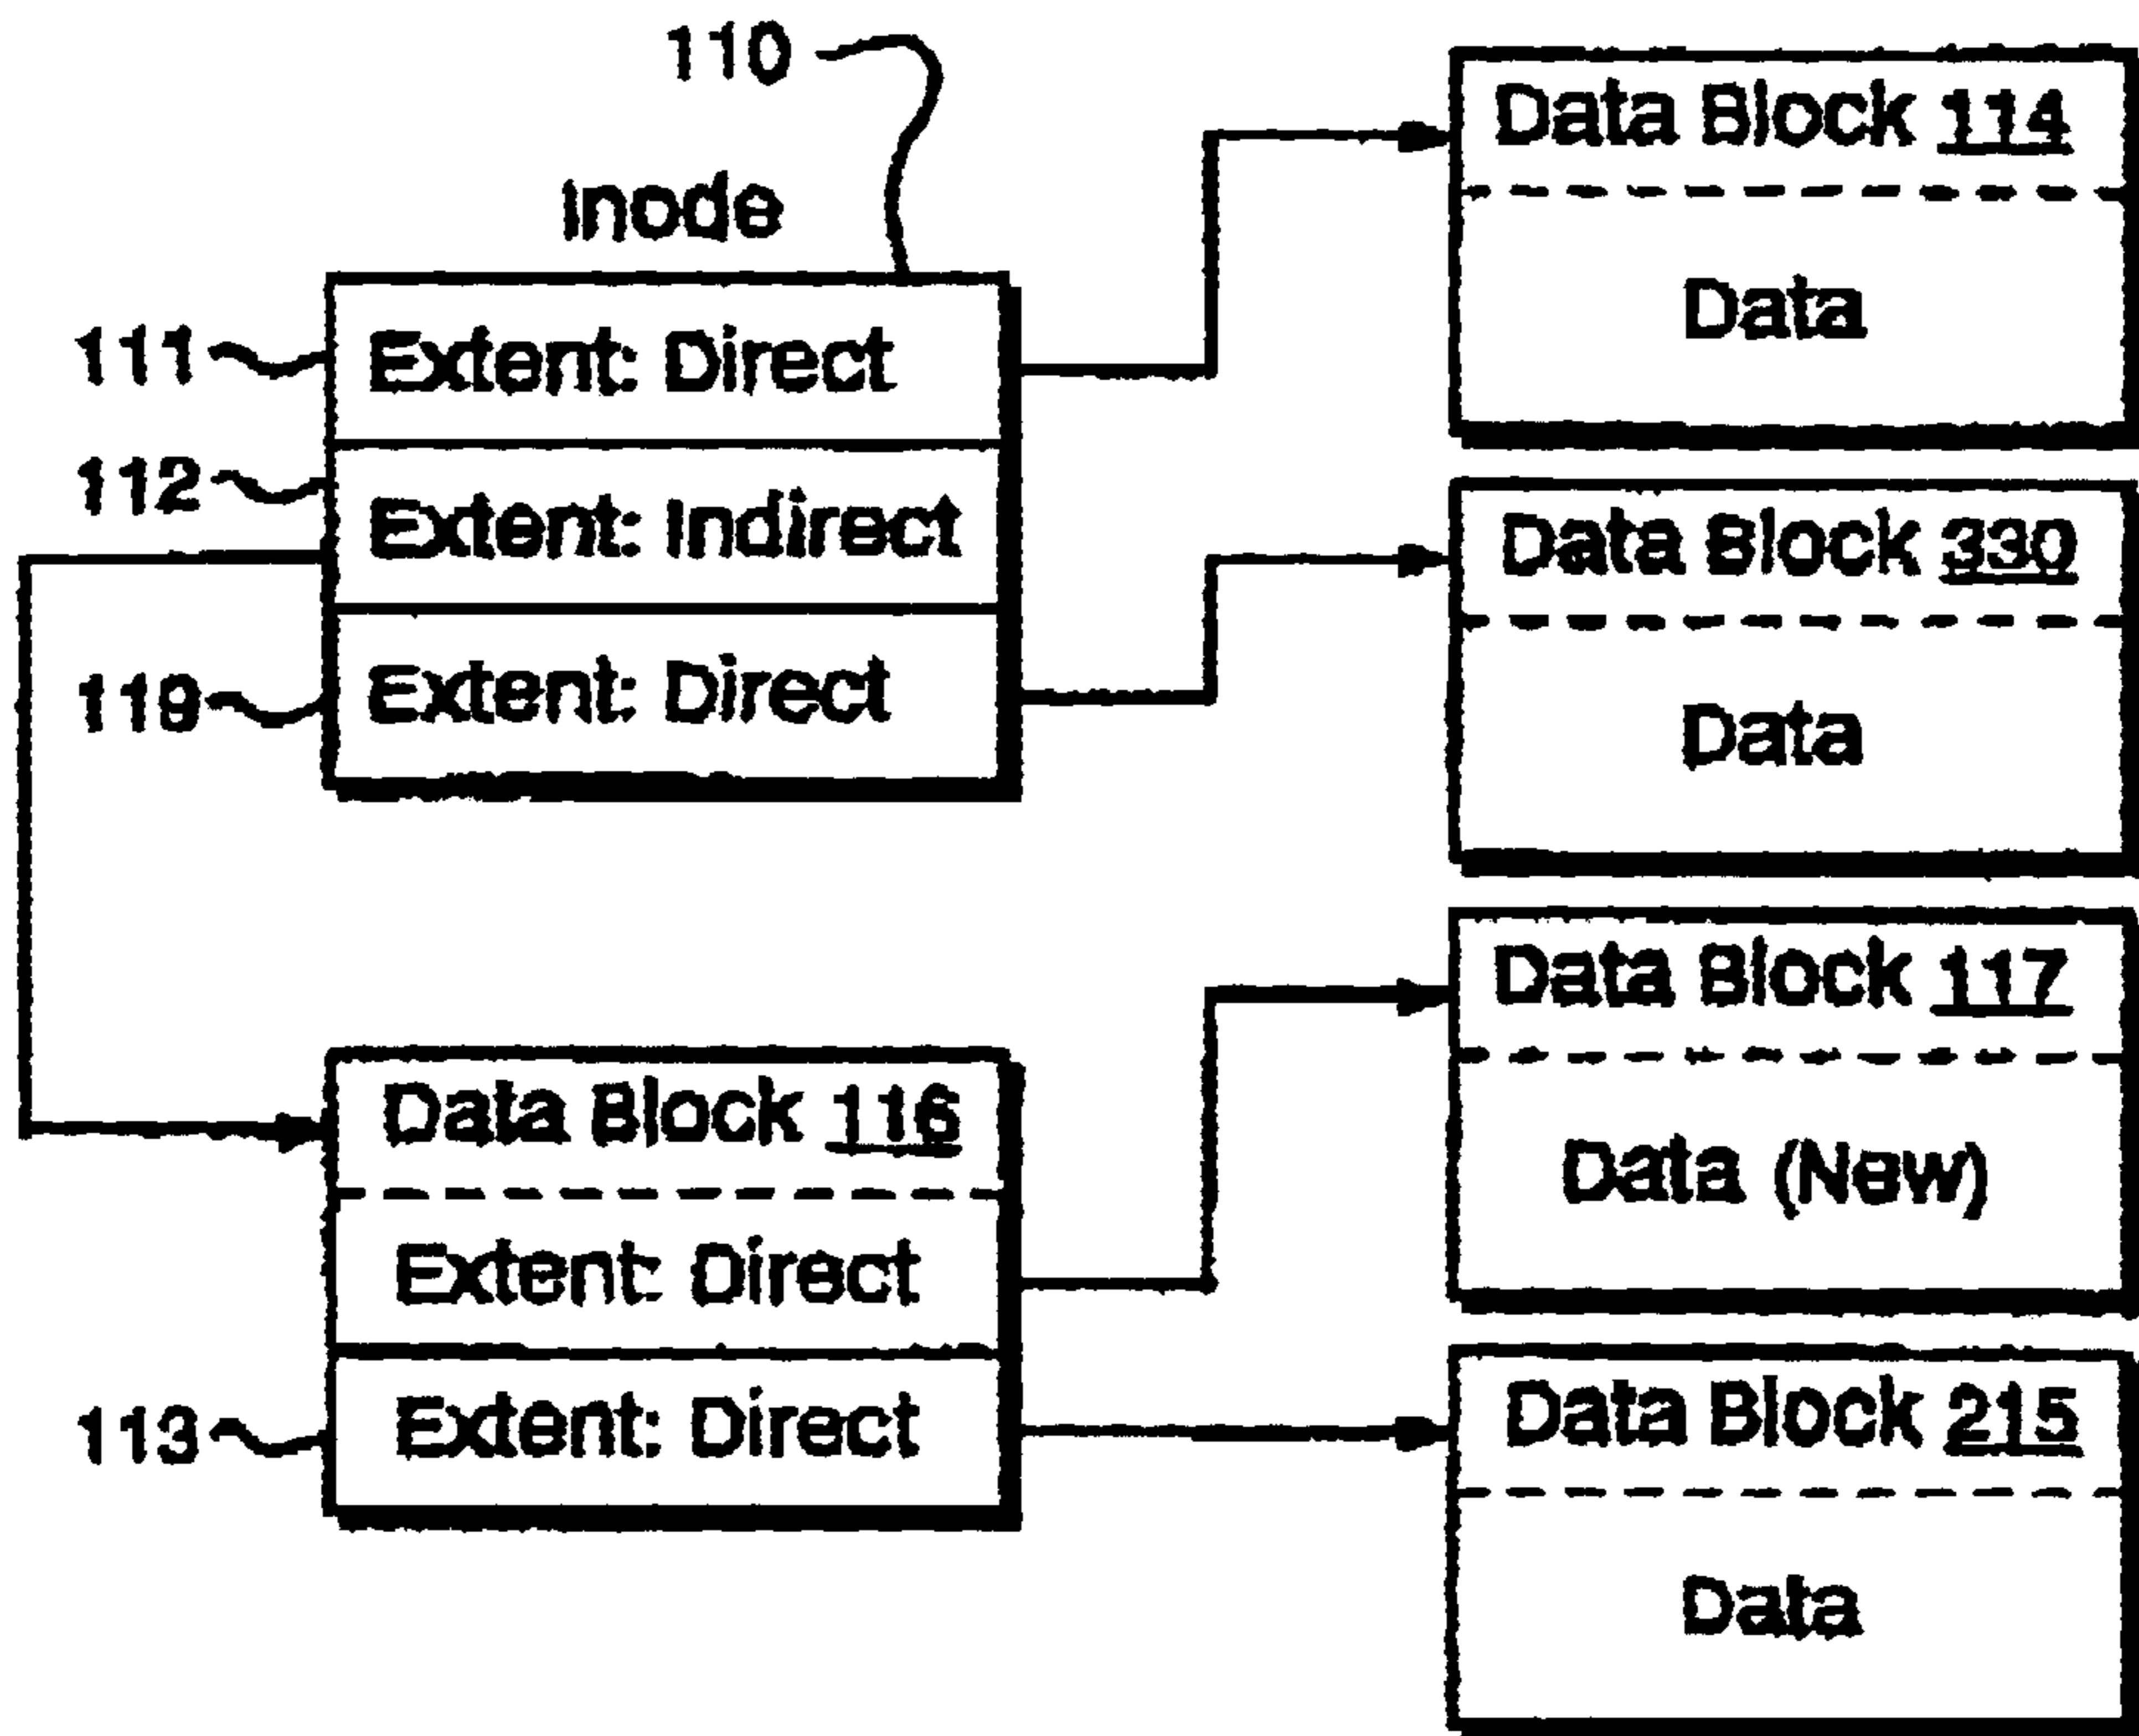 110
Inode
111
Extent: Direct
112
Extent: Indirect
119
Extent: Direct
Data Block 114
Data
Data Block 330
Data
Data Block 116
Extent: Direct
113
Extent: Direct
Data Block 117
Data (New)
Data Block 215
Data